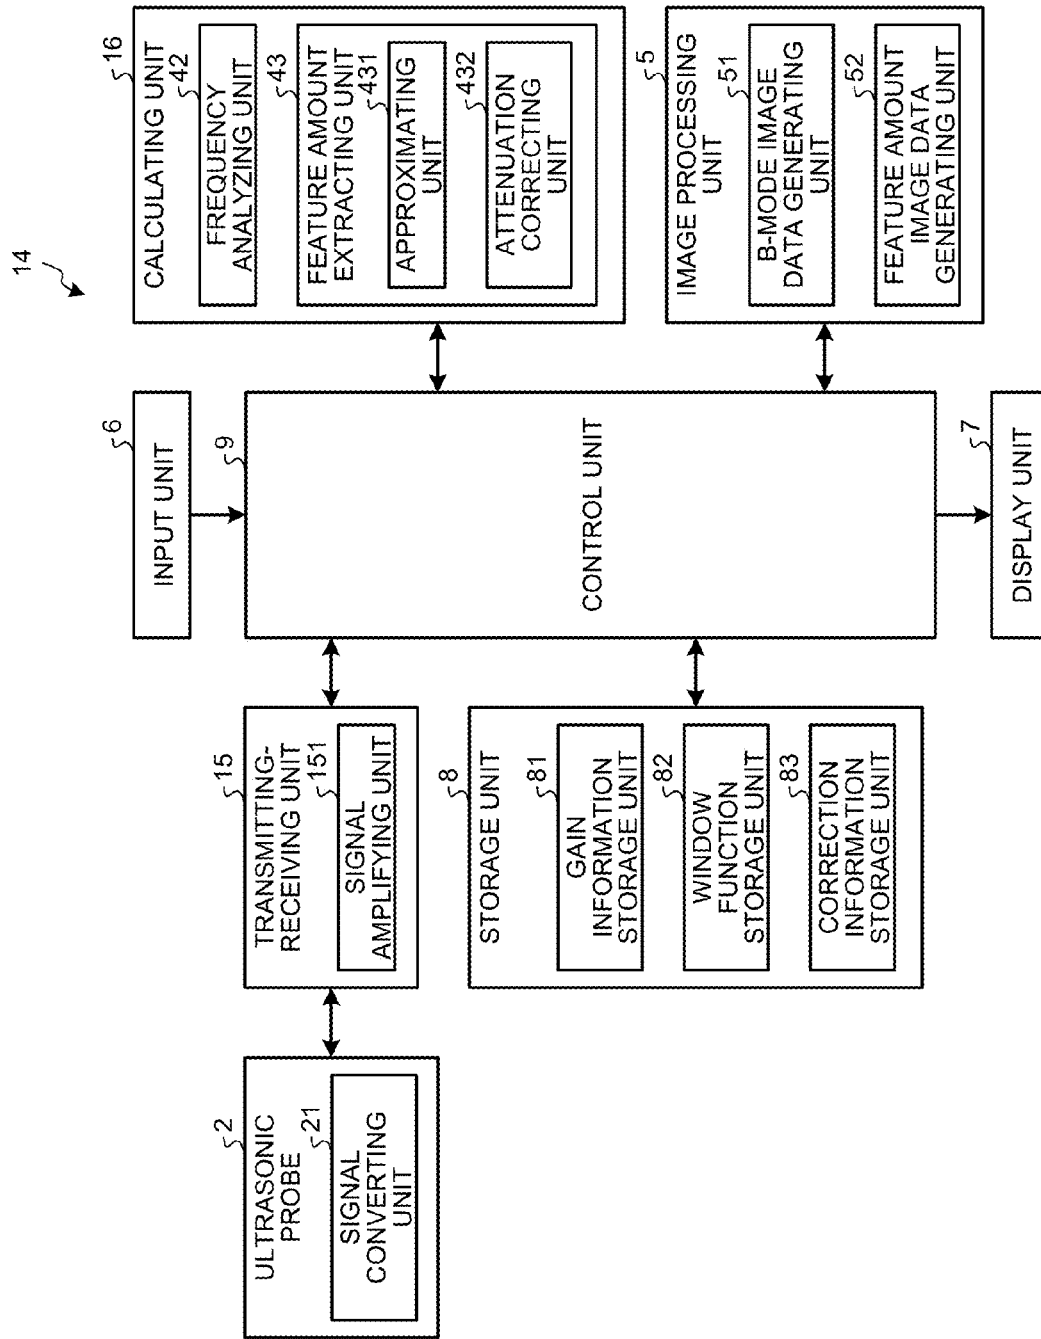 14
2
ULTRASONIC
PROBE
21
SIGNAL
CONVERTING
UNIT
15
TRANSMITTING-
RECEIVING UNIT
151
SIGNAL
AMPLIFYING UNIT
8
STORAGE UNIT
81
GAIN
INFORMATION
STORAGE UNIT
82
WINDOW
FUNCTION
STORAGE UNIT
83
CORRECTION
INFORMATION
STORAGE UNIT
6
INPUT UNIT
9
CONTROL UNIT
7
DISPLAY UNIT
16
CALCULATING UNIT
42
FREQUENCY
ANALYZING UNIT
43
FEATURE AMOUNT
EXTRACTING UNIT
431
APPROXIMATING
UNIT
432
ATTENUATION
CORRECTING
UNIT
5
IMAGE PROCESSING
UNIT
51
B-MODE IMAGE
DATA GENERATING
UNIT
52
FEATURE AMOUNT
IMAGE DATA
GENERATING UNIT